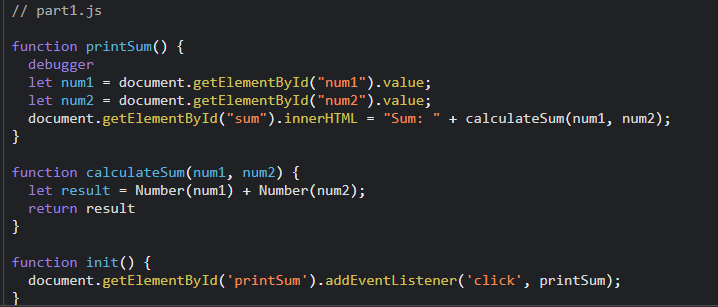 // part1.js
function printSum() {
debugger
let num1 = document.getElementById("num1").value;
let num2 = document.getElementById("num2").value;
document.getElementById("sum").innerHTML = "Sum: " + calculateSum(num1, num2);
}
function calculateSum(num1, num2) {
let result = Number(num1) + Number(num2);
return result
}
function init() {
document.getElementById('printSum').addEventListener('click', printSum);
}